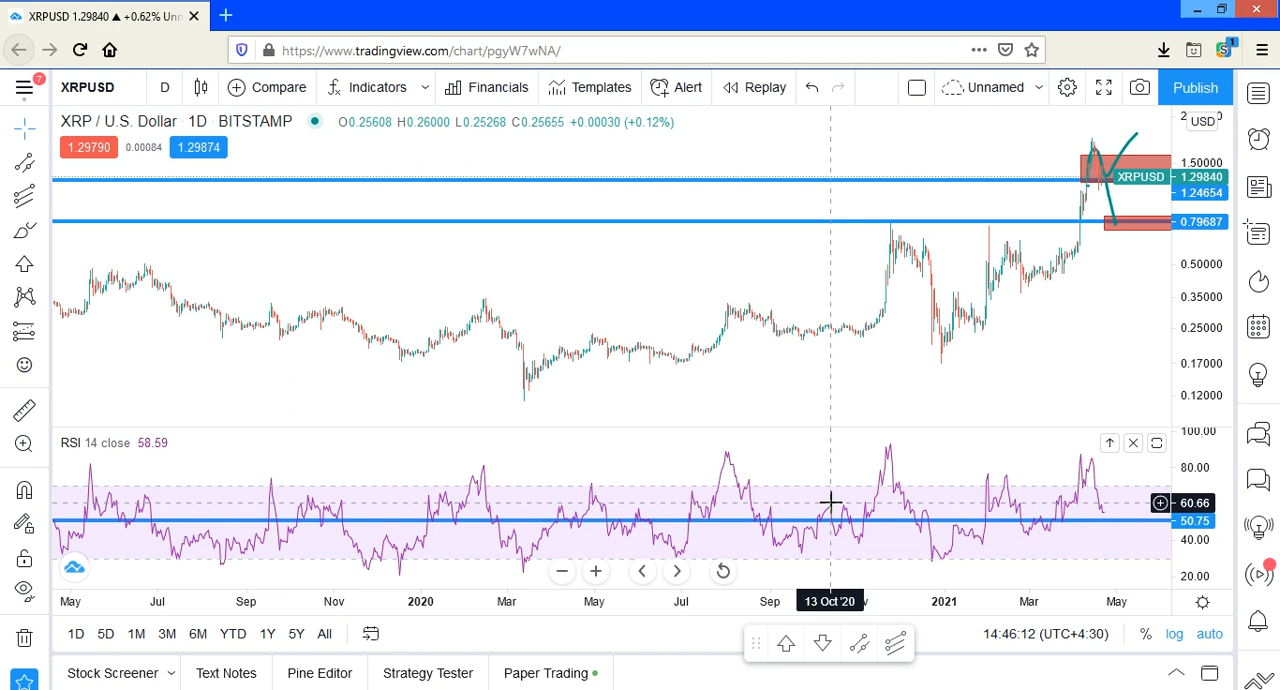 XRPUSD 1.29840 ▲ +0.62% Unn
https://www.tradingview.com/chart/pgyW7wNA/
1
7
XRPUSD D Compare Indicators Financials Templates Alert Replay Unnamed Publish
XRP / U.S. Dollar 1D BITSTAMP O0.25608 H0.26000 L0.25268 C0.25655 +0.00030 (+0.12%)
USD
1.29790 0.00084 1.29874
1.50000
XRPUSD 1.29840
1.24654
0.79687
0.50000
0.35000
0.25000
0.17000
0.12000
RSI 14 close 58.59
100.00
80.00
60.66
50.75
40.00
20.00
May Jul Sep Nov 2020 Mar May Jul Sep 13 Oct '20 2021 Mar May
1D 5D 1M 3M 6M YTD 1Y 5Y All 14:46:12 (UTC+4:30) % log auto
Stock Screener Text Notes Pine Editor Strategy Tester Paper Trading